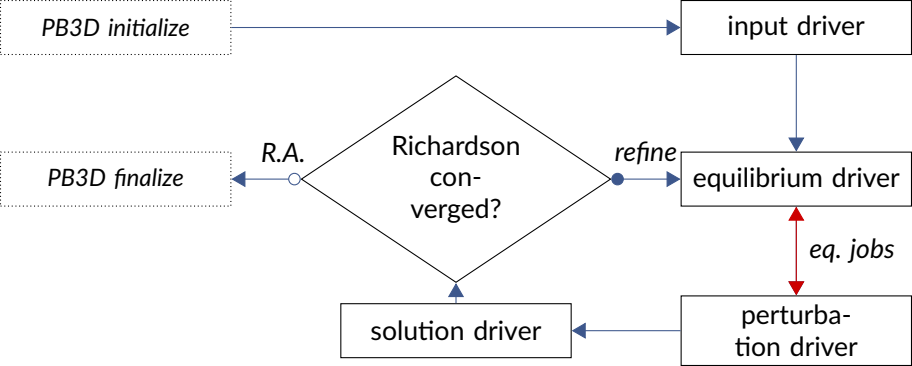 PB3D initialize
input driver
Richardson
con-
verged?
R.A.
refine
PB3D finalize
equilibrium driver
eq. jobs
solution driver
perturba-
tion driver